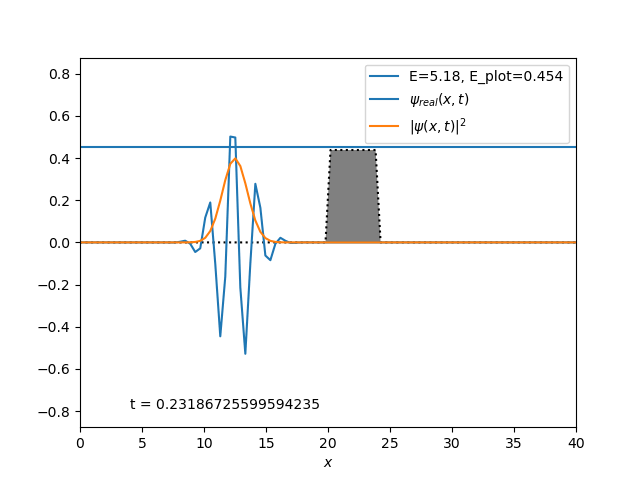 0.8
0.6
0.4
0.2
0.0
−0.2
−0.4
−0.6
−0.8
E=5.18, E_plot=0.454
ψ_real(x, t)
|ψ(x, t)|²
t = 0.23186725599594235
0 5 10 15 20 25 30 35 40
x